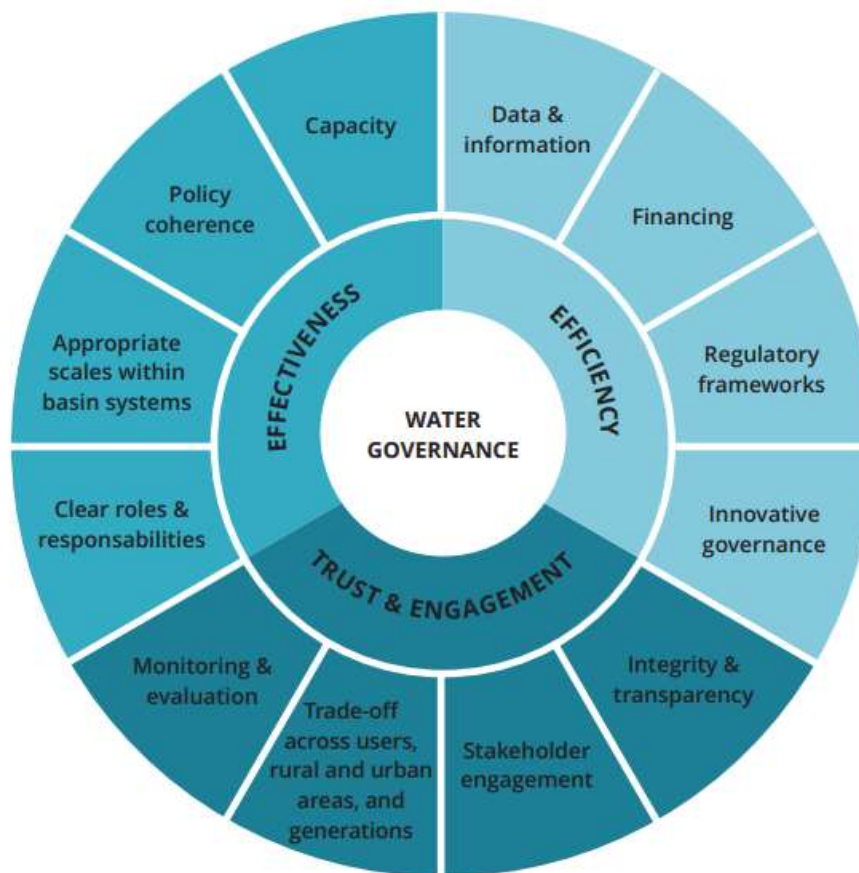 WATER
GOVERNANCE
EFFECTIVENESS
EFFICIENCY
TRUST & ENGAGEMENT
Capacity
Data &
information
Financing
Regulatory
frameworks
Innovative
governance
Integrity &
transparency
Stakeholder
engagement
Trade-off
across users,
rural and urban
areas, and
generations
Monitoring &
evaluation
Clear roles &
responsabilities
Appropriate
scales within
basin systems
Policy
coherence